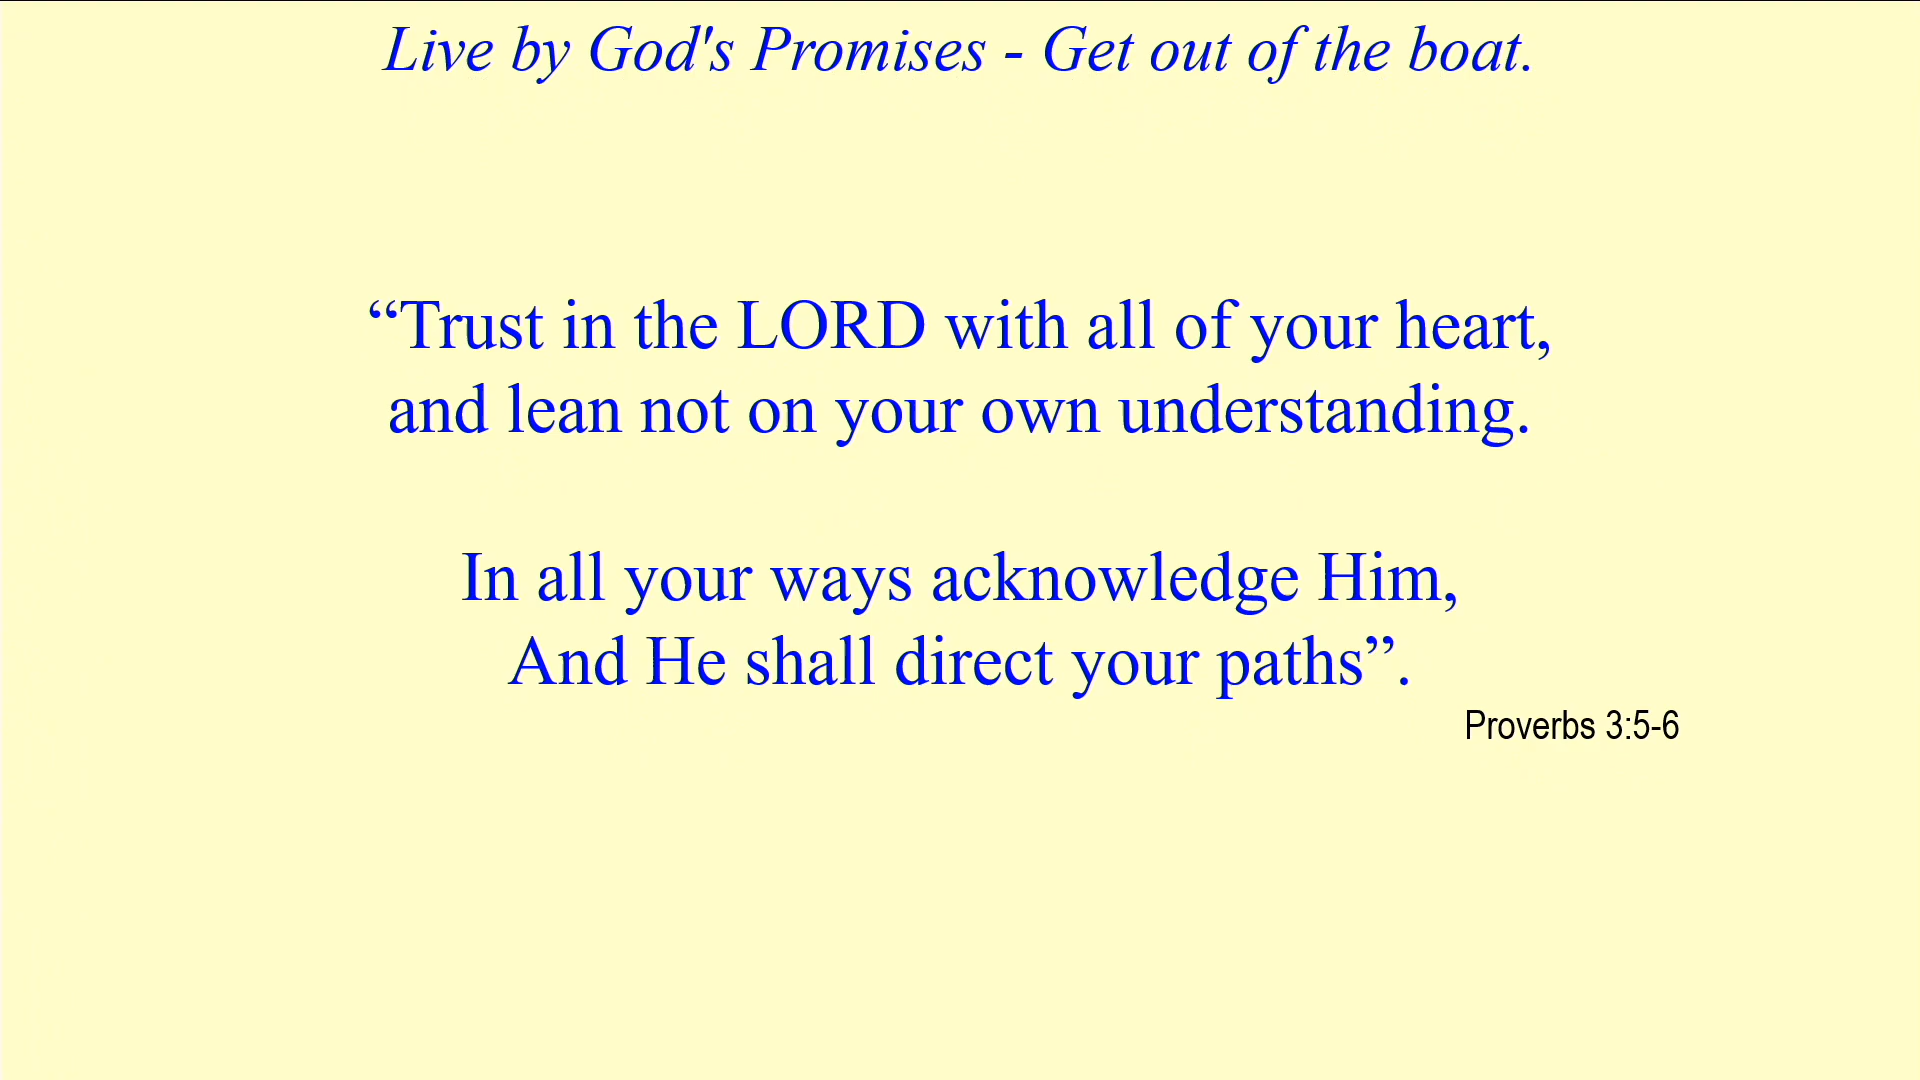 Live by God's Promises - Get out of the boat.
“Trust in the LORD with all of your heart,
and lean not on your own understanding.
In all your ways acknowledge Him,
And He shall direct your paths”.
Proverbs 3:5-6